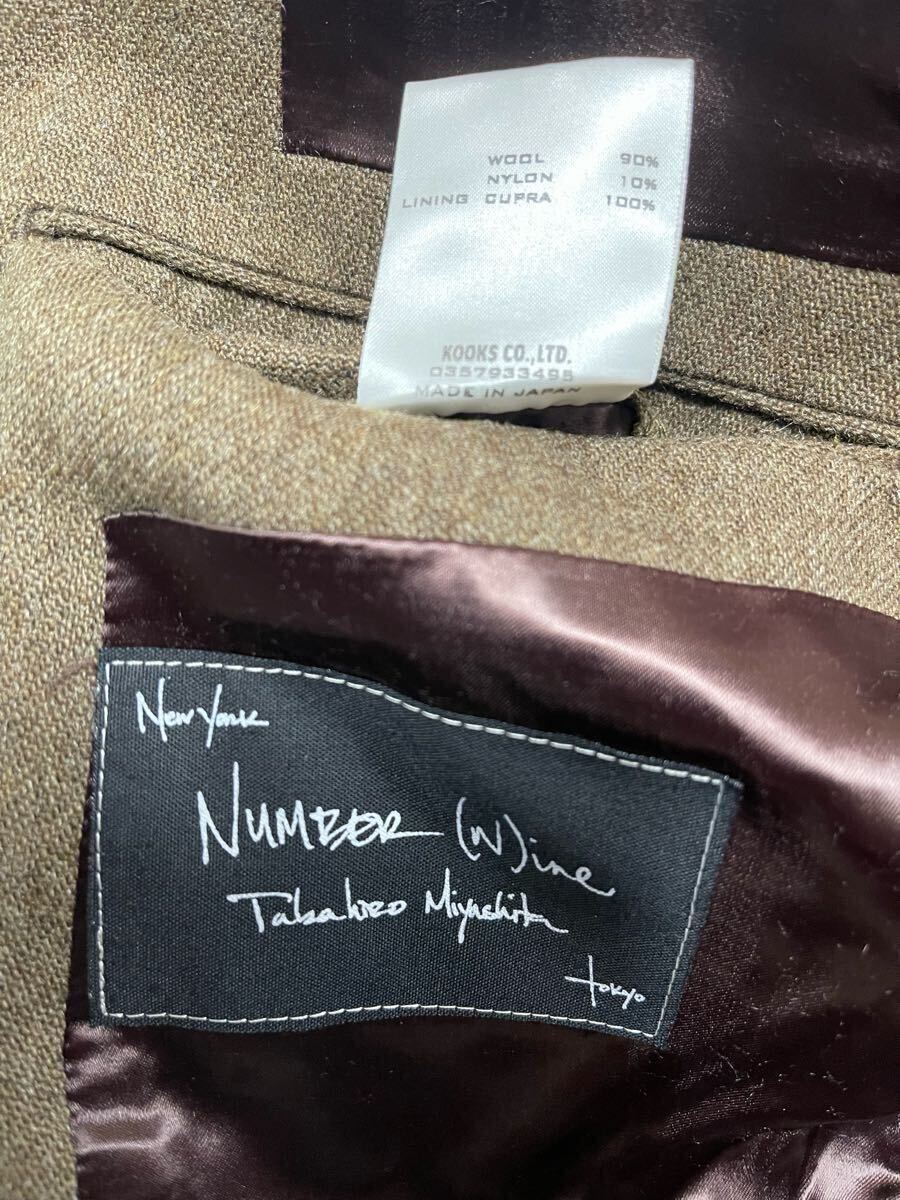 WOOL 90%
NYLON 10%
LINING CUPRA 100%
KOOKS CO.,LTD.
0357933495
MADE IN JAPAN
New York
NUMBER (N)ine
Takahiro Miyashita
tokyo